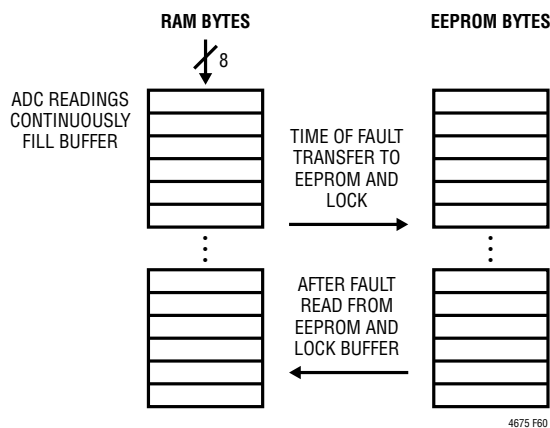 RAM BYTES
EEPROM BYTES
8
ADC READINGS
CONTINUOUSLY
FILL BUFFER
TIME OF FAULT
TRANSFER TO
EEPROM AND
LOCK
AFTER FAULT
READ FROM
EEPROM AND
LOCK BUFFER
4675 F60